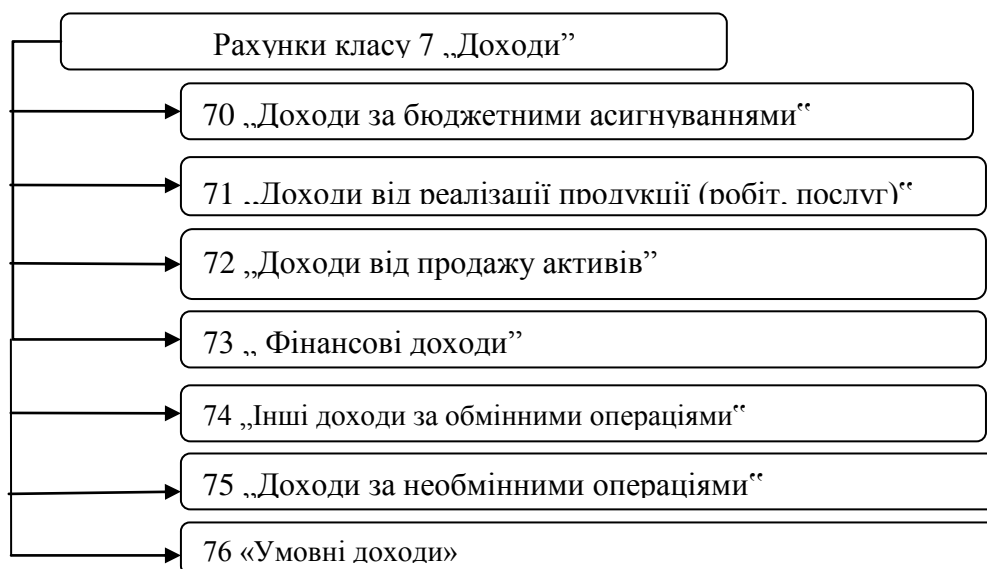 Рахунки класу 7 „Доходи”
70 „Доходи за бюджетними асигнуваннями‟
71 „Доходи від реалізації продукції (робіт, послуг)‟
72 „Доходи від продажу активів”
73 „ Фінансові доходи”
74 „Інші доходи за обмінними операціями‟
75 „Доходи за необмінними операціями‟
76 «Умовні доходи»